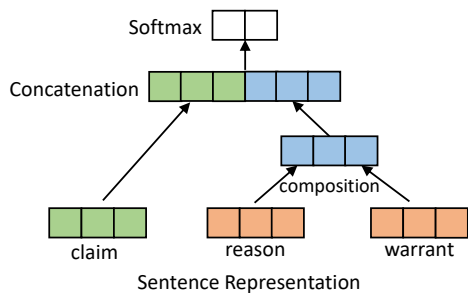 Softmax
Concatenation
composition
claim
reason
warrant
Sentence Representation